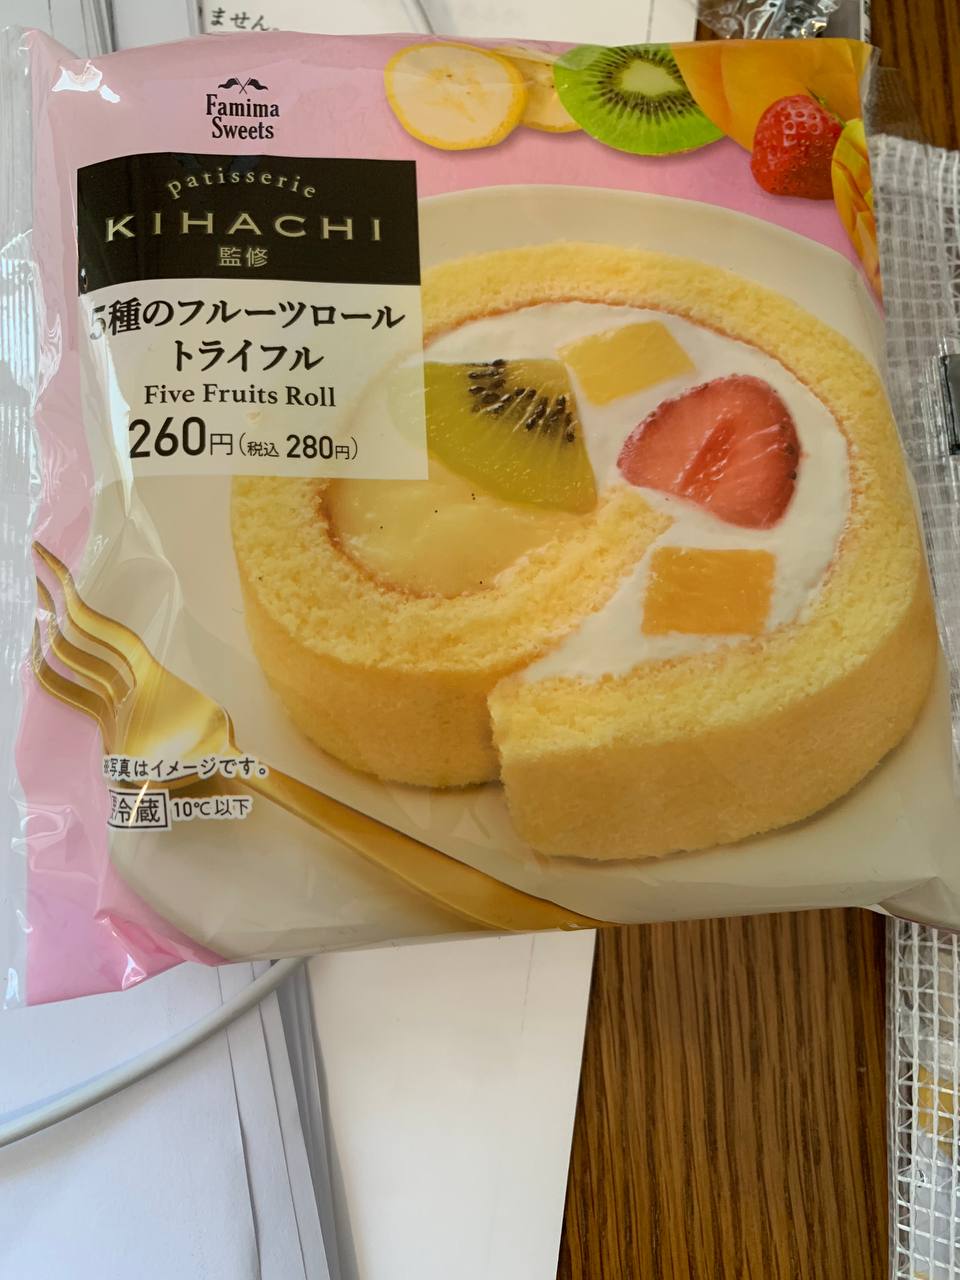 ません。
Famima
Sweets
patisserie
KIHACHI
監修
5種のフルーツロール
トライフル
Five Fruits Roll
260円(税込 280円)
※写真はイメージです。
要冷蔵 10℃以下